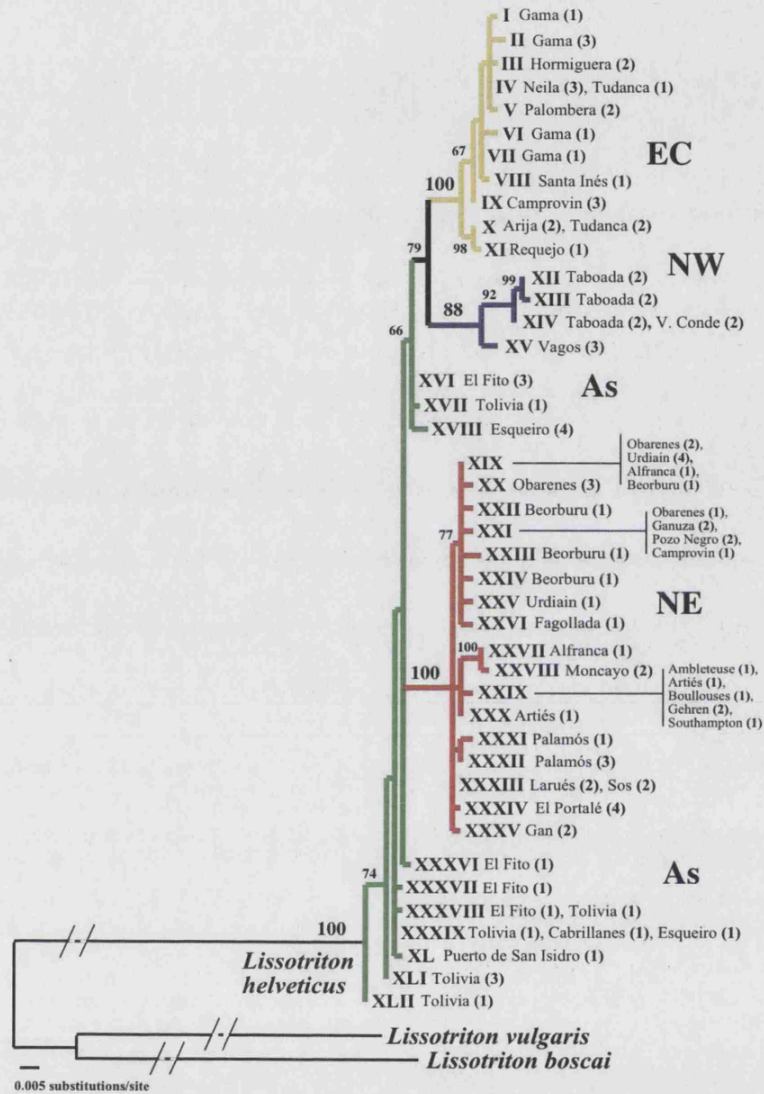 I Gama (1)
II Gama (3)
III Hormiguera (2)
IV Neila (3), Tudanca (1)
V Palombera (2)
VI Gama (1)
67
EC
VII Gama (1)
VIII Santa Inés (1)
100
IX Camprovin (3)
X Arija (2), Tudanca (2)
98
XI Requejo (1)
79
NW
99
XII Taboada (2)
92
XIII Taboada (2)
88
XIV Taboada (2), V. Conde (2)
66
XV Vagos (3)
XVI El Fito (3)
As
XVII Tolivia (1)
XVIII Esqueiro (4)
XIX
Obarenes (2),
Urdiain (4),
Alfranca (1),
Beorburu (1)
XX Obarenes (3)
XXII Beorburu (1)
77
XXI
Obarenes (1),
Ganuza (2),
Pozo Negro (2),
Camprovin (1)
XXIII Beorburu (1)
XXIV Beorburu (1)
XXV Urdiain (1)
NE
XXVI Fagollada (1)
100
XXVII Alfranca (1)
100
XXVIII Moncayo (2)
XXIX
Ambleteuse (1),
Artiés (1),
Boullouses (1),
Gehren (2),
Southampton (1)
XXX Artiés (1)
XXXI Palamós (1)
XXXII Palamós (3)
XXXIII Larués (2), Sos (2)
XXXIV El Portalé (4)
XXXV Gan (2)
XXXVI El Fito (1)
As
74
XXXVII El Fito (1)
XXXVIII El Fito (1), Tolivia (1)
100
XXXIX Tolivia (1), Cabrillanes (1), Esqueiro (1)
XL Puerto de San Isidro (1)
Lissotriton
helveticus
XLI Tolivia (3)
XLII Tolivia (1)
Lissotriton vulgaris
Lissotriton boscai
0.005 substitutions/site